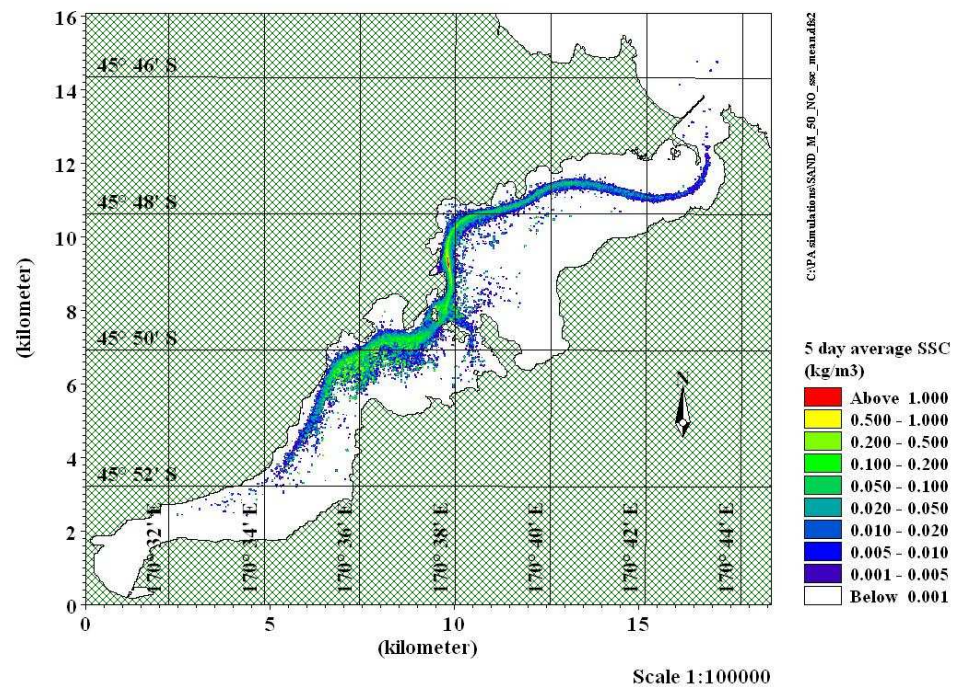 16
14
12
10
8
6
4
2
0
(kilometer)
45° 46' S
45° 48' S
45° 50' S
45° 52' S
170° 32' E
170° 34' E
170° 36' E
170° 38' E
170° 40' E
170° 42' E
170° 44' E
N
0
5
10
15
(kilometer)
Scale 1:100000
C:\PA simulations\SAND_M_50_NO_ssc_mean.dfs2
5 day average SSC
(kg/m3)
Above 1.000
0.500 - 1.000
0.200 - 0.500
0.100 - 0.200
0.050 - 0.100
0.020 - 0.050
0.010 - 0.020
0.005 - 0.010
0.001 - 0.005
Below 0.001